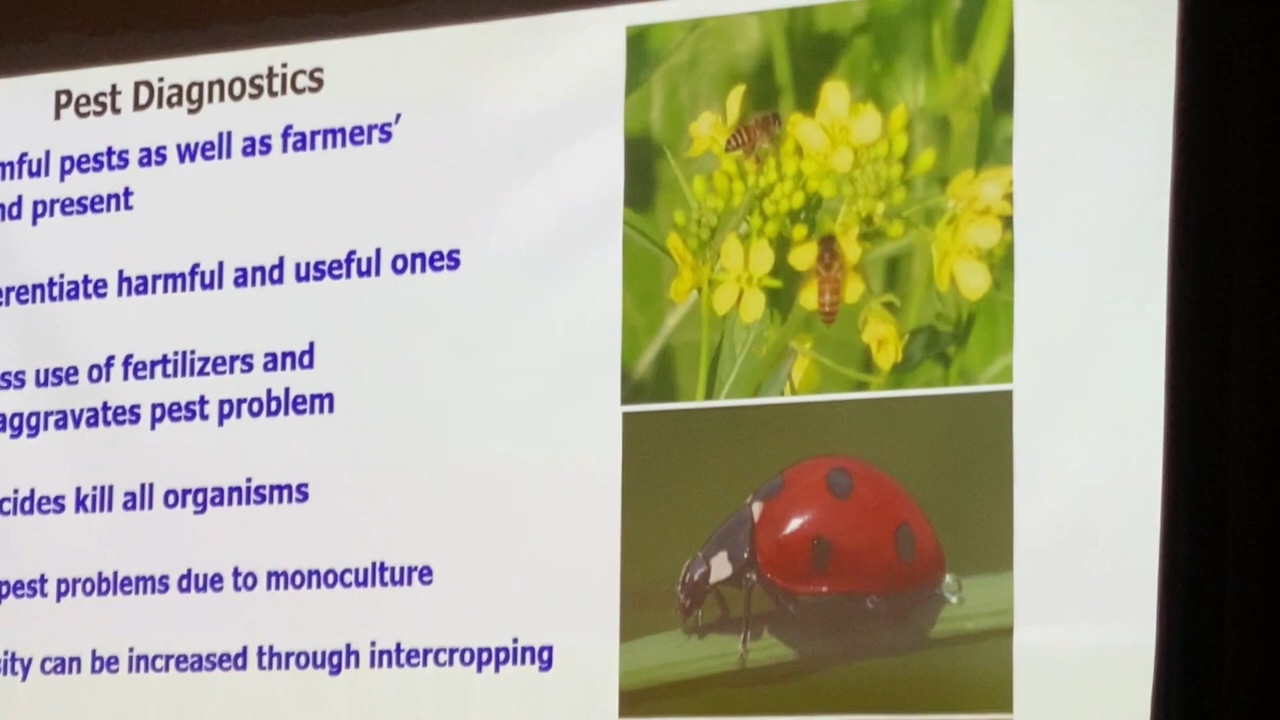 Pest Diagnostics
mful pests as well as farmers'
nd present
erentiate harmful and useful ones
ss use of fertilizers and
aggravates pest problem
cides kill all organisms
pest problems due to monoculture
ity can be increased through intercropping